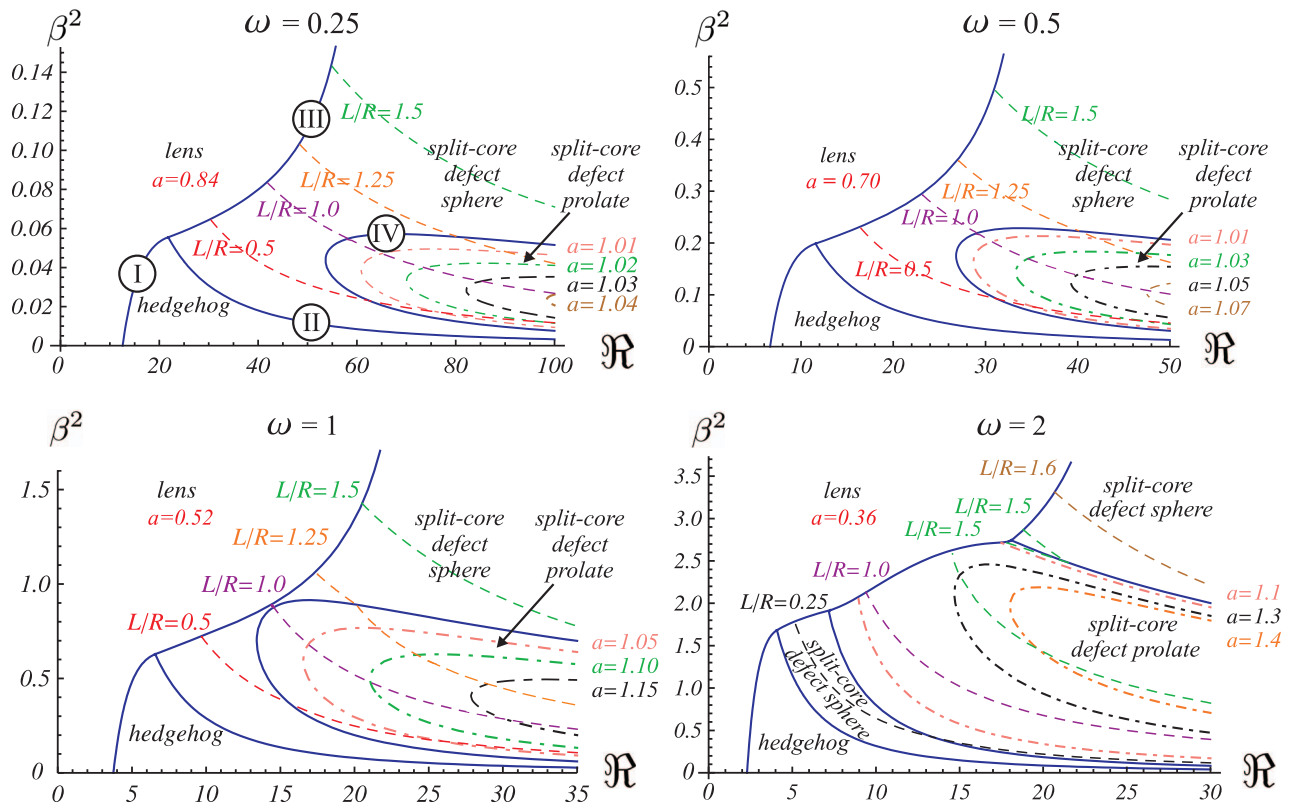 β² ω = 0.25
0.14
0.12
0.10
0.08
0.06
0.04
0.02
0
0 20 40 60 80 100 ℜ
lens
a=0.84
hedgehog
I
II
III
IV
L/R=1.5
L/R=1.25
L/R=1.0
L/R=0.5
split-core
defect
sphere
split-core
defect
prolate
a=1.01
a=1.02
a=1.03
a=1.04
β² ω = 0.5
0.5
0.4
0.3
0.2
0.1
0
0 10 20 30 40 50 ℜ
lens
a = 0.70
hedgehog
L/R=1.5
L/R=1.25
L/R=1.0
L/R=0.5
split-core
defect
sphere
split-core
defect
prolate
a=1.01
a=1.03
a=1.05
a=1.07
β² ω = 1
1.5
1.0
0.5
0
0 5 10 15 20 25 30 35 ℜ
lens
a=0.52
hedgehog
L/R=1.5
L/R=1.25
L/R=1.0
L/R=0.5
split-core
defect
sphere
split-core
defect
prolate
a=1.05
a=1.10
a=1.15
β² ω = 2
3.5
3.0
2.5
2.0
1.5
1.0
0.5
0
0 5 10 15 20 25 30 ℜ
lens
a=0.36
hedgehog
L/R=1.6
L/R=1.5
L/R=1.5
L/R=1.0
L/R=0.25
split-core
defect sphere
split-core
defect sphere
split-core
defect prolate
a=1.1
a=1.3
a=1.4